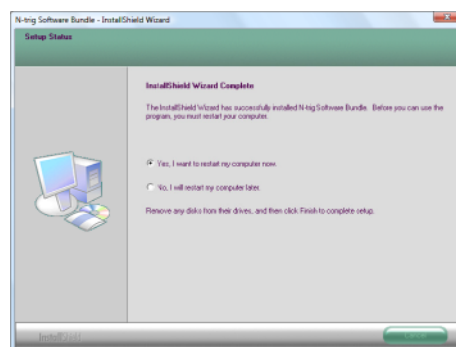 N-trig Software Bundle - InstallShield Wizard
Setup Status
InstallShield Wizard Complete
The InstallShield Wizard has successfully installed N-trig Software Bundle. Before you can use the
program, you must restart your computer.
Yes, I want to restart my computer now.
No, I will restart my computer later.
Remove any disks from their drives, and then click Finish to complete setup.
InstallShield